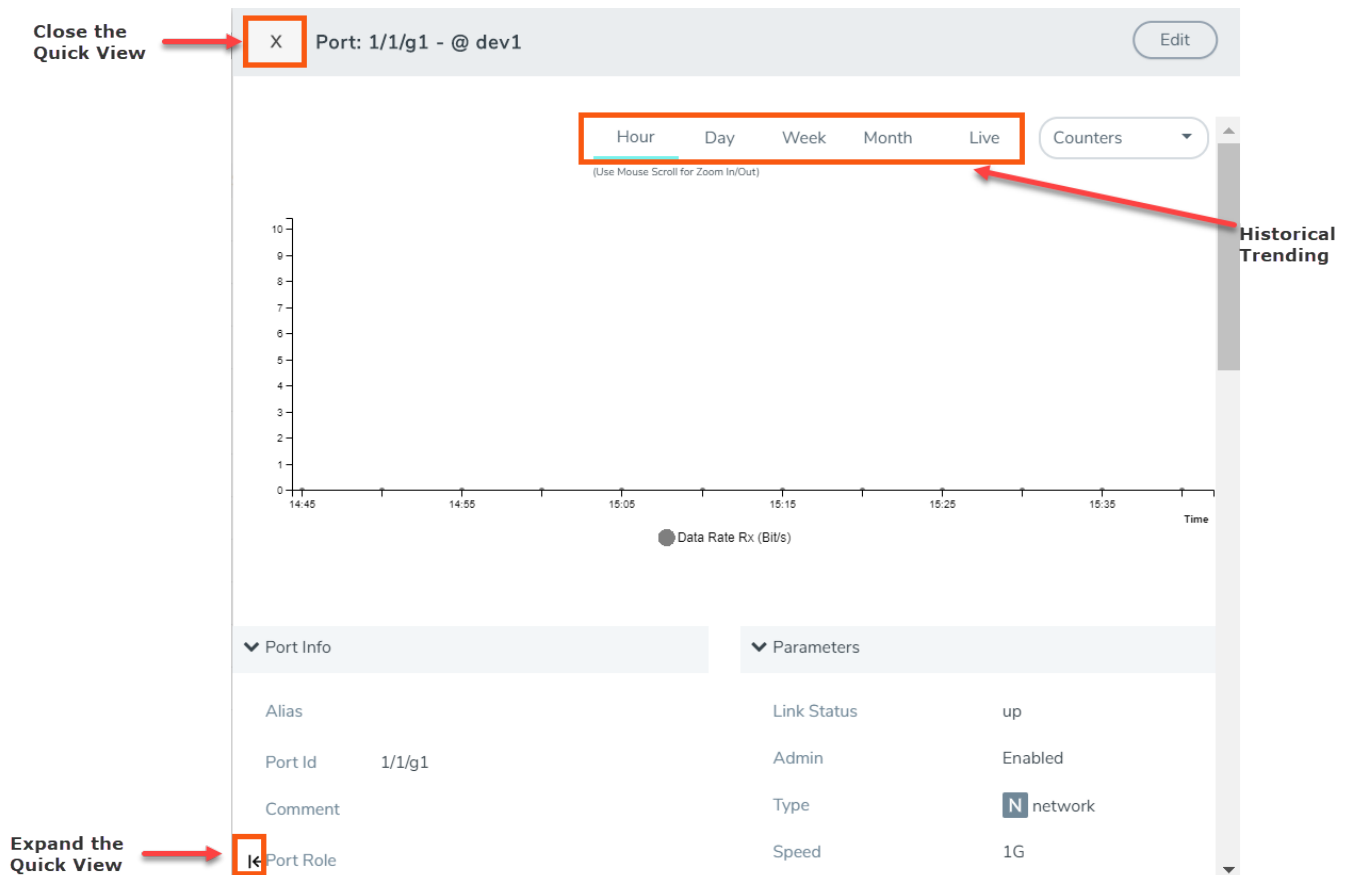 Close the
Quick View
X Port: 1/1/g1 - @ dev1
Edit
Hour Day Week Month Live
Counters
(Use Mouse Scroll for Zoom In/Out)
Historical
Trending
10
9
8
7
6
5
4
3
2
1
0
14:45 14:55 15:05 15:15 15:25 15:35
Time
Data Rate Rx (Bit/s)
Port Info
Alias
Port Id 1/1/g1
Comment
Port Role
Parameters
Link Status up
Admin Enabled
Type N network
Speed 1G
Expand the
Quick View